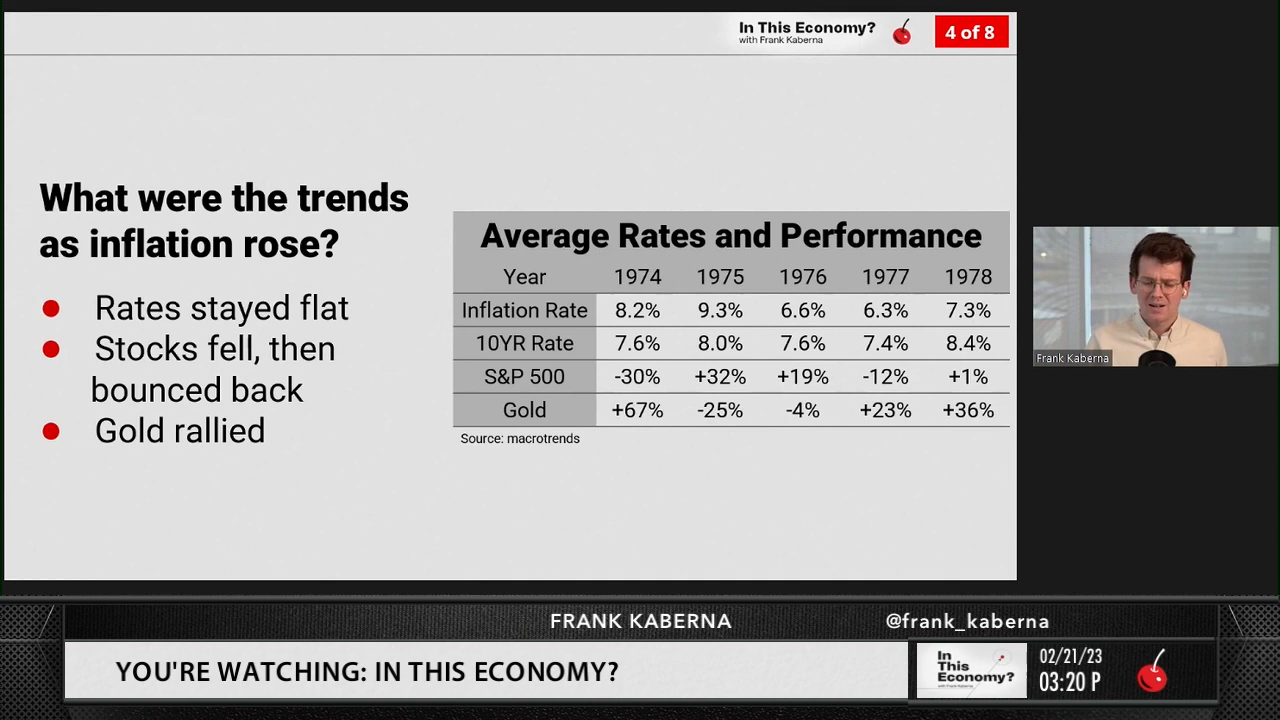 In This Economy?
with Frank Kaberna
4 of 8
What were the trends
as inflation rose?
● Rates stayed flat
● Stocks fell, then
bounced back
● Gold rallied
Average Rates and Performance
Year 1974 1975 1976 1977 1978
Inflation Rate 8.2% 9.3% 6.6% 6.3% 7.3%
10YR Rate 7.6% 8.0% 7.6% 7.4% 8.4%
S&P 500 -30% +32% +19% -12% +1%
Gold +67% -25% -4% +23% +36%
Source: macrotrends
Frank Kaberna
FRANK KABERNA @frank_kaberna
YOU'RE WATCHING: IN THIS ECONOMY?
In
This
Economy?
with Frank Kaberna
02/21/23
03:20 P